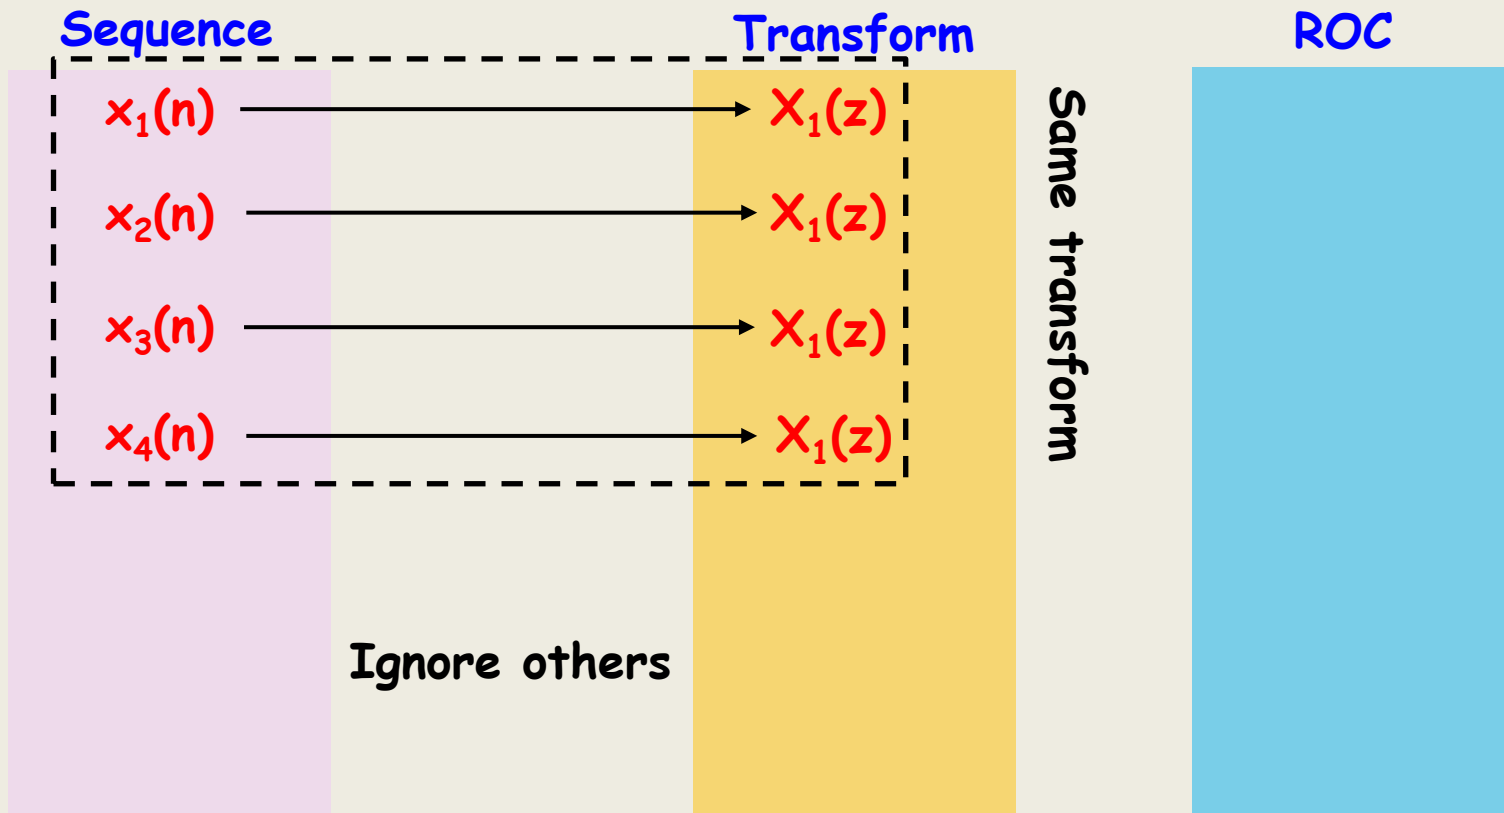 Sequence Transform ROC
x₁(n) X₁(z)
x₂(n) X₁(z)
x₃(n) X₁(z)
x₄(n) X₁(z)
Same transform
Ignore others